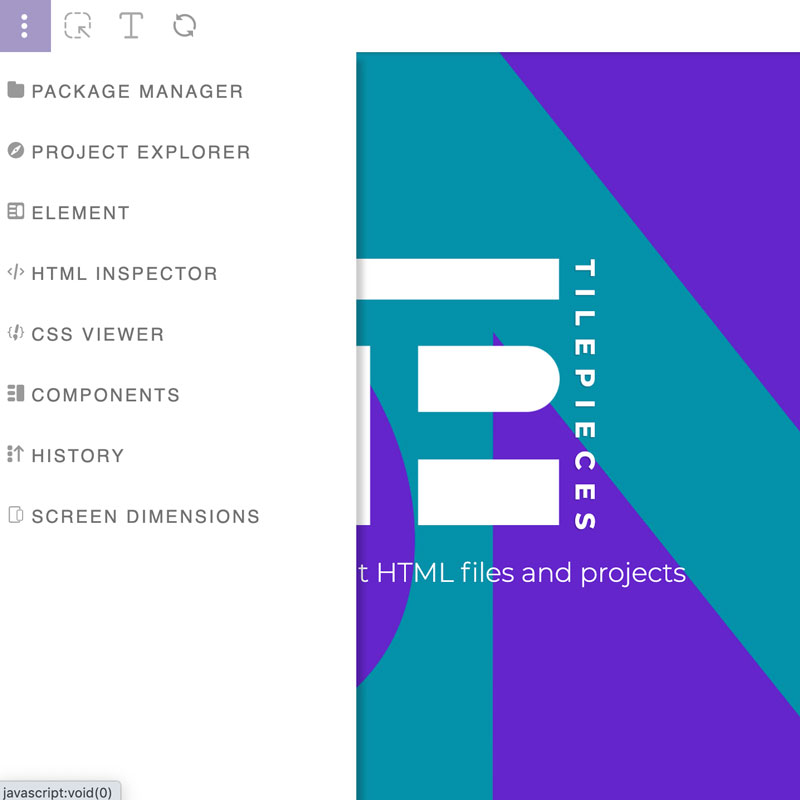 PACKAGE MANAGER
PROJECT EXPLORER
ELEMENT
HTML INSPECTOR
CSS VIEWER
COMPONENTS
HISTORY
SCREEN DIMENSIONS
TILEPIECES
t HTML files and projects
javascript:void(0)